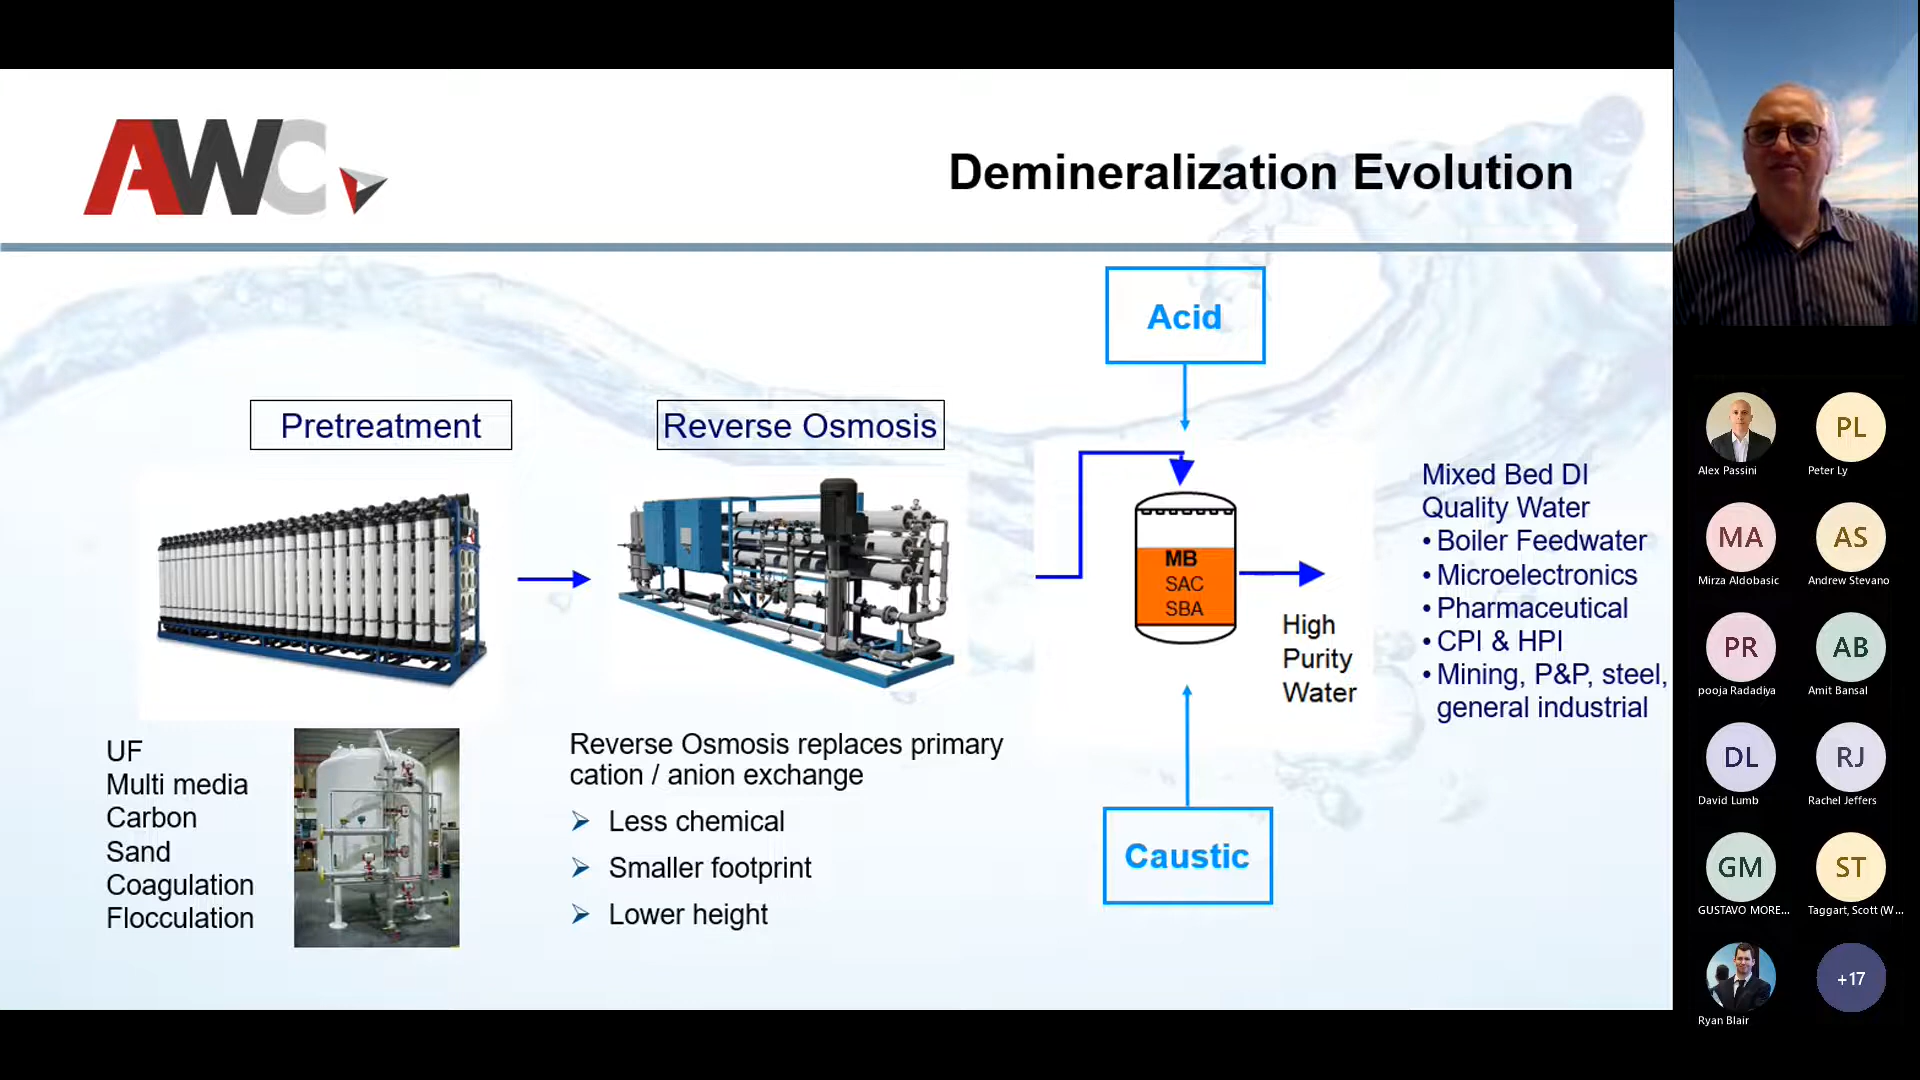 AWC
Demineralization Evolution
Acid
Pretreatment
Reverse Osmosis
MB
SAC
SBA
High
Purity
Water
Mixed Bed DI
Quality Water
• Boiler Feedwater
• Microelectronics
• Pharmaceutical
• CPI & HPI
• Mining, P&P, steel,
general industrial
UF
Multi media
Carbon
Sand
Coagulation
Flocculation
Reverse Osmosis replaces primary
cation / anion exchange
Less chemical
Smaller footprint
Lower height
Caustic
Alex Passini
PL
Peter Ly
MA
Mirza Aldobasic
AS
Andrew Stevano
PR
pooja Radadiya
AB
Amit Bansal
DL
David Lumb
RJ
Rachel Jeffers
GM
GUSTAVO MORE...
ST
Taggart, Scott (W...
Ryan Blair
+17